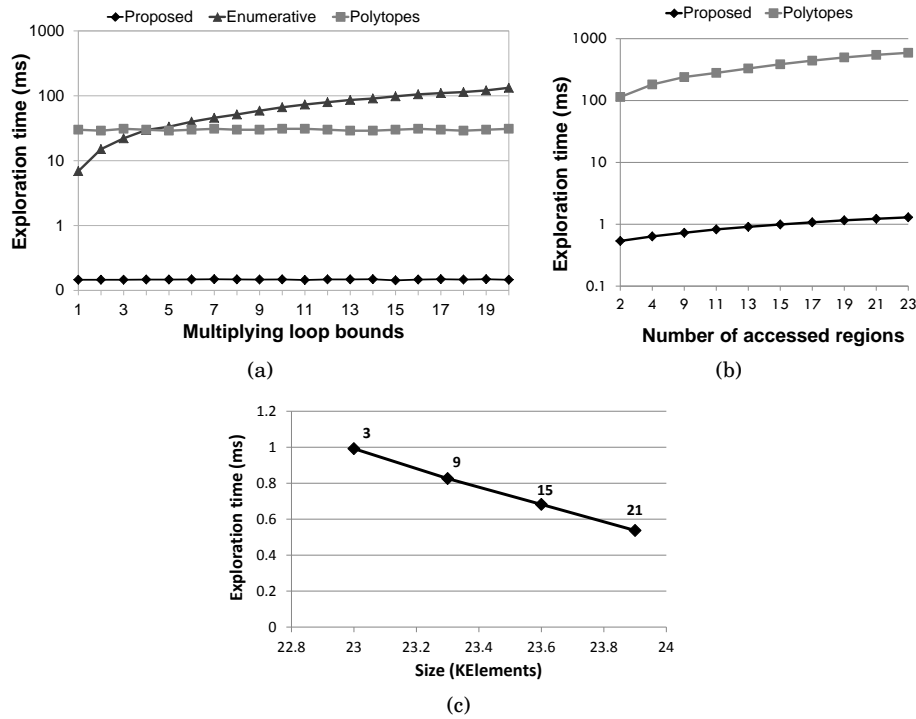 Proposed Enumerative Polytopes
1000
100
10
1
0
Exploration time (ms)
1 3 5 7 9 11 13 15 17 19
Multiplying loop bounds
(a)
Proposed Polytopes
1000
100
10
1
0.1
Exploration time (ms)
2 4 9 11 13 15 17 19 21 23
Number of accessed regions
(b)
1.2
1
0.8
0.6
0.4
0.2
0
Exploration time (ms)
3
9
15
21
22.8 23 23.2 23.4 23.6 23.8 24
Size (KElements)
(c)